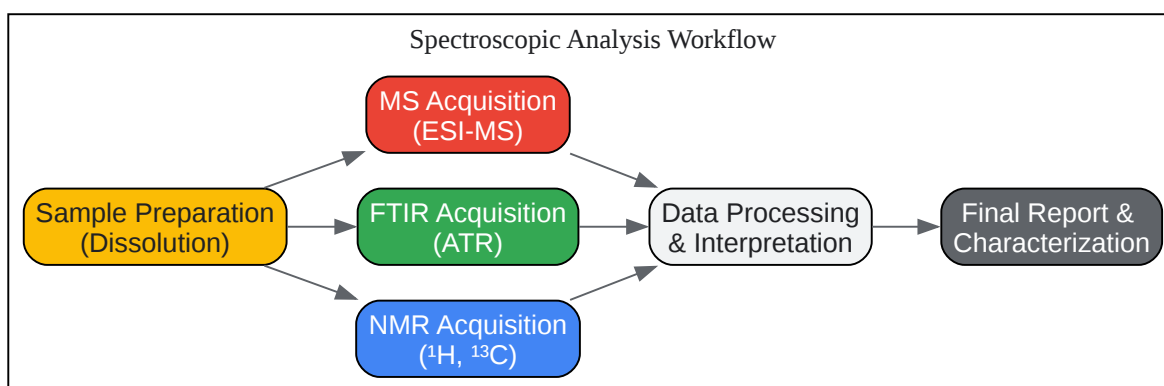 Spectroscopic Analysis Workflow
MS Acquisition
(ESI-MS)
Sample Preparation
(Dissolution)
FTIR Acquisition
(ATR)
Data Processing
& Interpretation
Final Report &
Characterization
NMR Acquisition
(¹H, ¹³C)